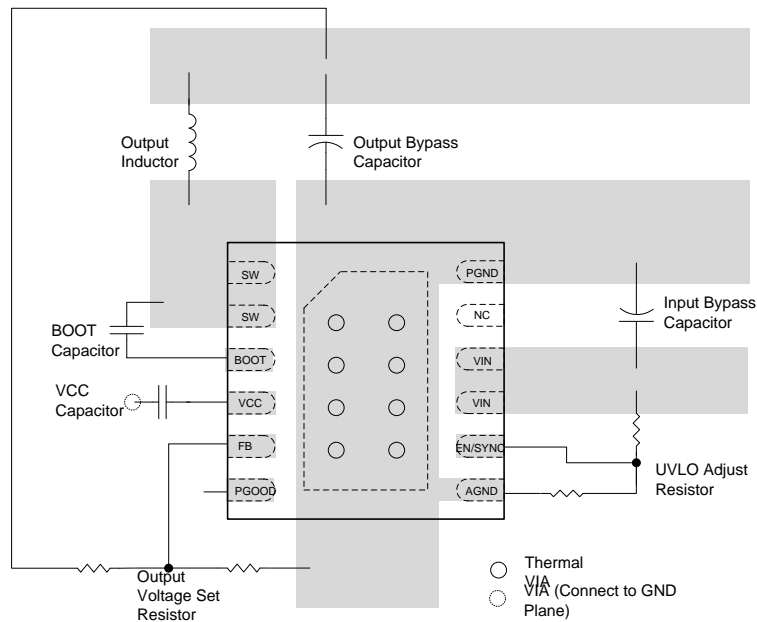 Output
Inductor
Output Bypass
Capacitor
SW
PGND
SW
NC
Input Bypass
Capacitor
BOOT
Capacitor
BOOT
VIN
VCC
Capacitor
VCC
VIN
FB
EN/SYNC
UVLO Adjust
Resistor
PGOOD
AGND
Output
Voltage Set
Resistor
Thermal
VIA
VIA (Connect to GND
Plane)